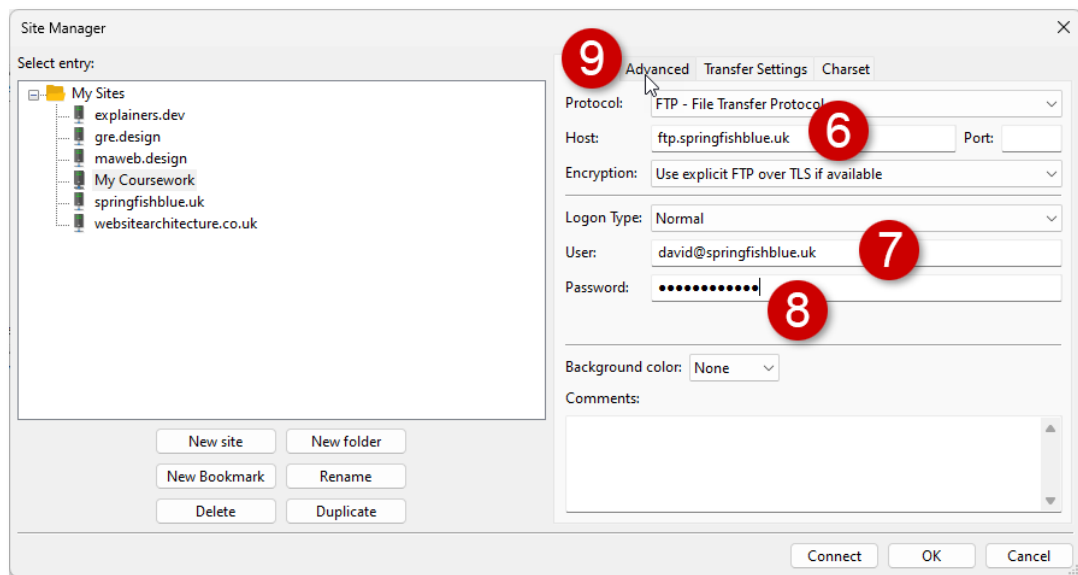 Site Manager
Select entry:
My Sites
explainers.dev
gre.design
maweb.design
My Coursework
springfishblue.uk
websitearchitecture.co.uk
New site New folder
New Bookmark Rename
Delete Duplicate
9 Advanced Transfer Settings Charset
Protocol: FTP - File Transfer Protocol
Host: ftp.springfishblue.uk 6 Port:
Encryption: Use explicit FTP over TLS if available
Logon Type: Normal
User: david@springfishblue.uk 7
Password: ●●●●●●●●●●●● 8
Background color: None
Comments:
Connect OK Cancel